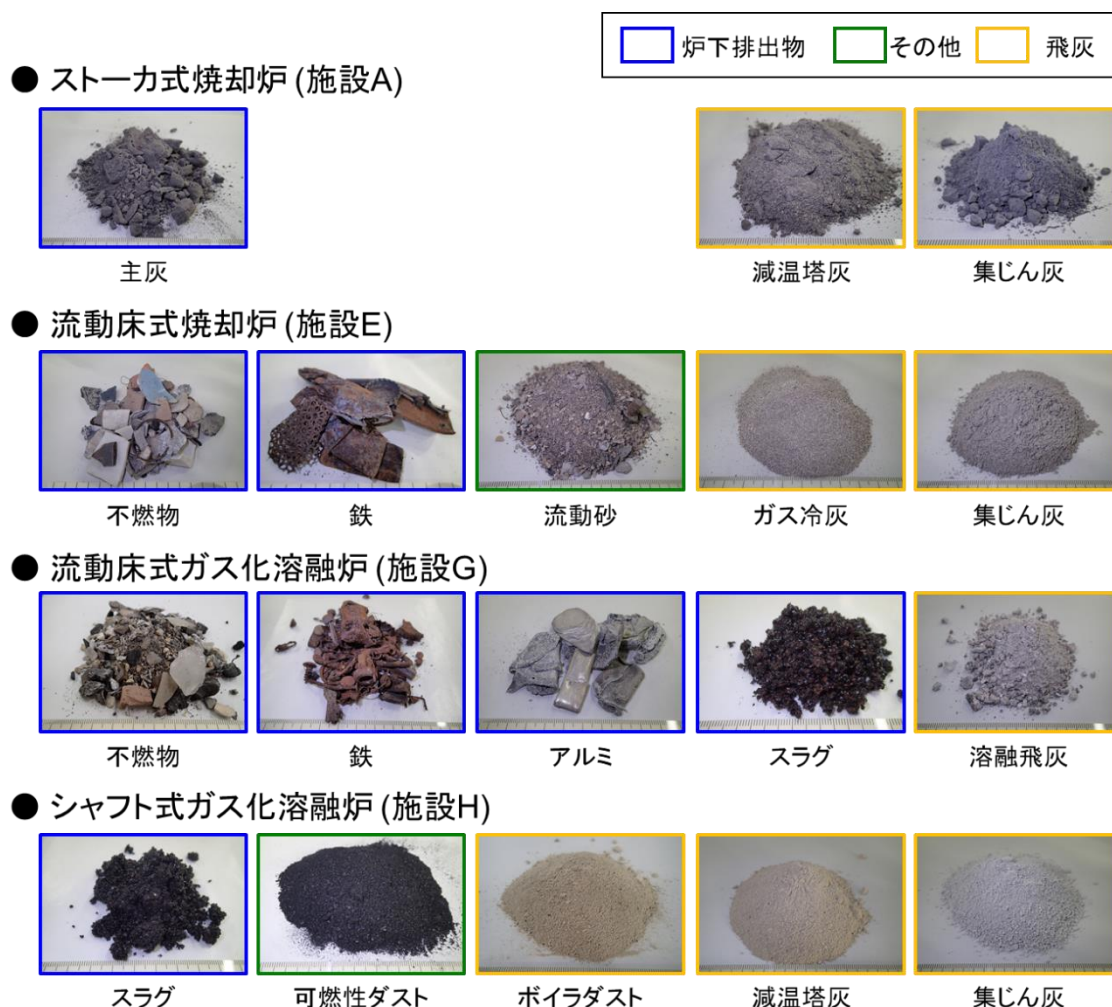 炉下排出物 その他 飛灰
● ストーカ式焼却炉 (施設A)
主灰 減温塔灰 集じん灰
● 流動床式焼却炉 (施設E)
不燃物 鉄 流動砂 ガス冷灰 集じん灰
● 流動床式ガス化溶融炉 (施設G)
不燃物 鉄 アルミ スラグ 溶融飛灰
● シャフト式ガス化溶融炉 (施設H)
スラグ 可燃性ダスト ボイラダスト 減温塔灰 集じん灰